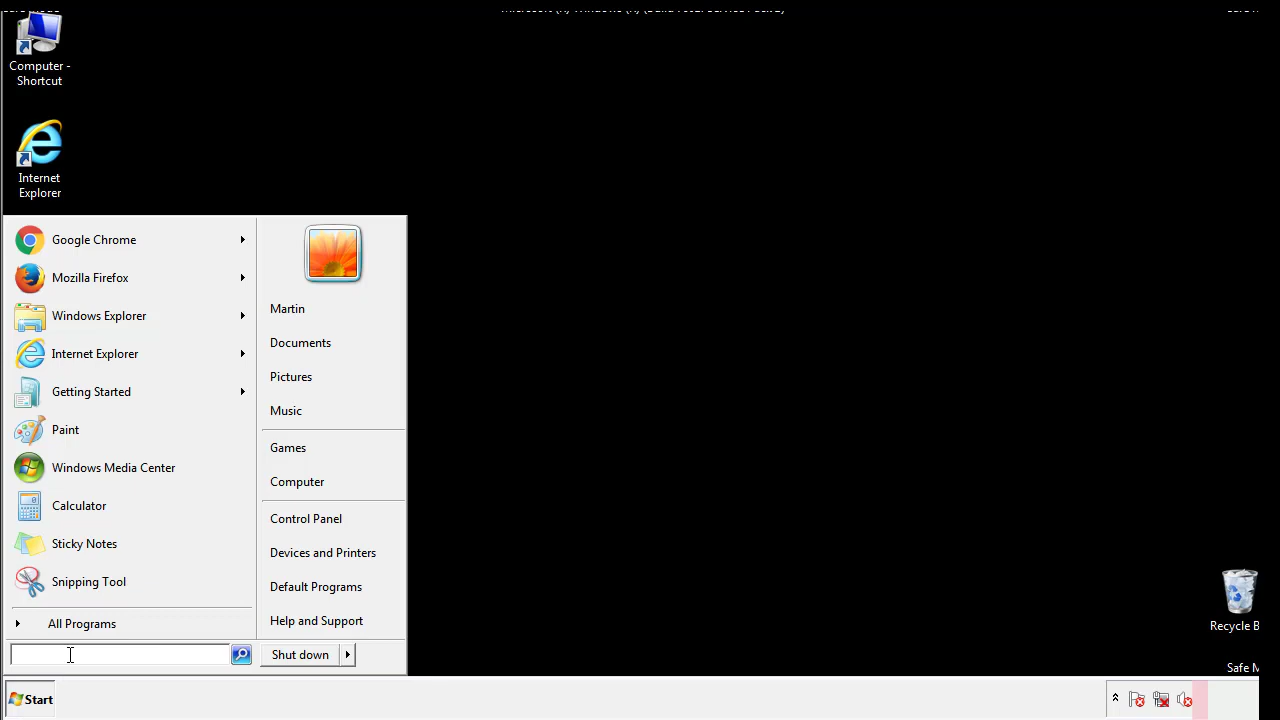 Computer -
Shortcut
Internet
Explorer
Google Chrome
Mozilla Firefox
Windows Explorer
Internet Explorer
Getting Started
Paint
Windows Media Center
Calculator
Sticky Notes
Snipping Tool
All Programs
Martin
Documents
Pictures
Music
Games
Computer
Control Panel
Devices and Printers
Default Programs
Help and Support
Shut down
Recycle B
Safe M
Start